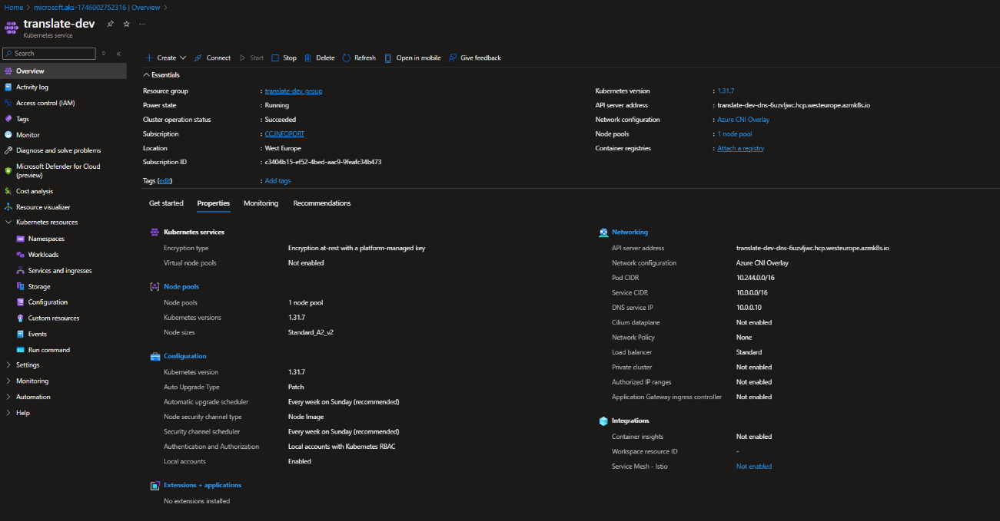 Home > microsoft.aks-1746002752316 | Overview >
translate-dev
Kubernetes service
Search
Create
Connect
Start
Stop
Delete
Refresh
Open in mobile
Give feedback
Overview
Activity log
Access control (IAM)
Tags
Monitor
Diagnose and solve problems
Microsoft Defender for Cloud
(preview)
Cost analysis
Resource visualizer
Kubernetes resources
Namespaces
Workloads
Services and ingresses
Storage
Configuration
Custom resources
Events
Run command
Settings
Monitoring
Automation
Help
Essentials
Resource group : translate-dev_group
Power state : Running
Cluster operation status : Succeeded
Subscription : CC.INFOPORT
Location : West Europe
Subscription ID : c3404b15-ef52-4bed-aac9-9feafc34b473
Tags (edit) : Add tags
Kubernetes version : 1.31.7
API server address : translate-dev-dns-6uzvljwc.hcp.westeurope.azmk8s.io
Network configuration : Azure CNI Overlay
Node pools : 1 node pool
Container registries : Attach a registry
Get started
Properties
Monitoring
Recommendations
Kubernetes services
Encryption type Encryption at-rest with a platform-managed key
Virtual node pools Not enabled
Node pools
Node pools 1 node pool
Kubernetes versions 1.31.7
Node sizes Standard_A2_v2
Configuration
Kubernetes version 1.31.7
Auto Upgrade Type Patch
Automatic upgrade scheduler Every week on Sunday (recommended)
Node security channel type Node Image
Security channel scheduler Every week on Sunday (recommended)
Authentication and Authorization Local accounts with Kubernetes RBAC
Local accounts Enabled
Extensions + applications
No extensions installed
Networking
API server address translate-dev-dns-6uzvljwc.hcp.westeurope.azmk8s.io
Network configuration Azure CNI Overlay
Pod CIDR 10.244.0.0/16
Service CIDR 10.0.0.0/16
DNS service IP 10.0.0.10
Cilium dataplane Not enabled
Network Policy None
Load balancer Standard
Private cluster Not enabled
Authorized IP ranges Not enabled
Application Gateway ingress controller Not enabled
Integrations
Container insights Not enabled
Workspace resource ID -
Service Mesh - Istio Not enabled